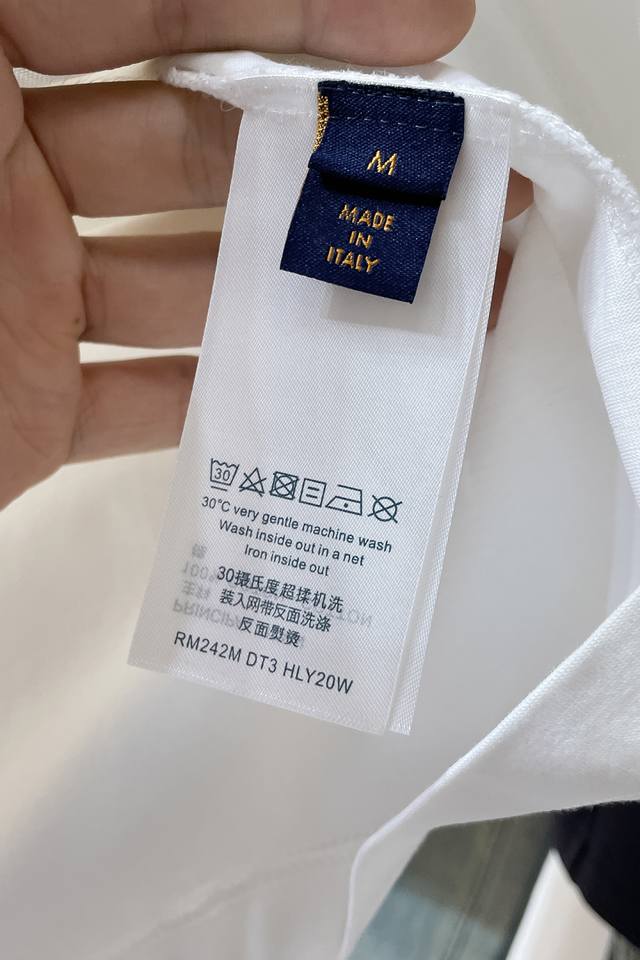 M
MADE
IN
ITALY
30
30°C very gentle machine wash
Wash inside out in a net
Iron inside out
30摄氏度超揉机洗
装入网带反面洗涤
反面熨烫
RM242M DT3 HLY20W